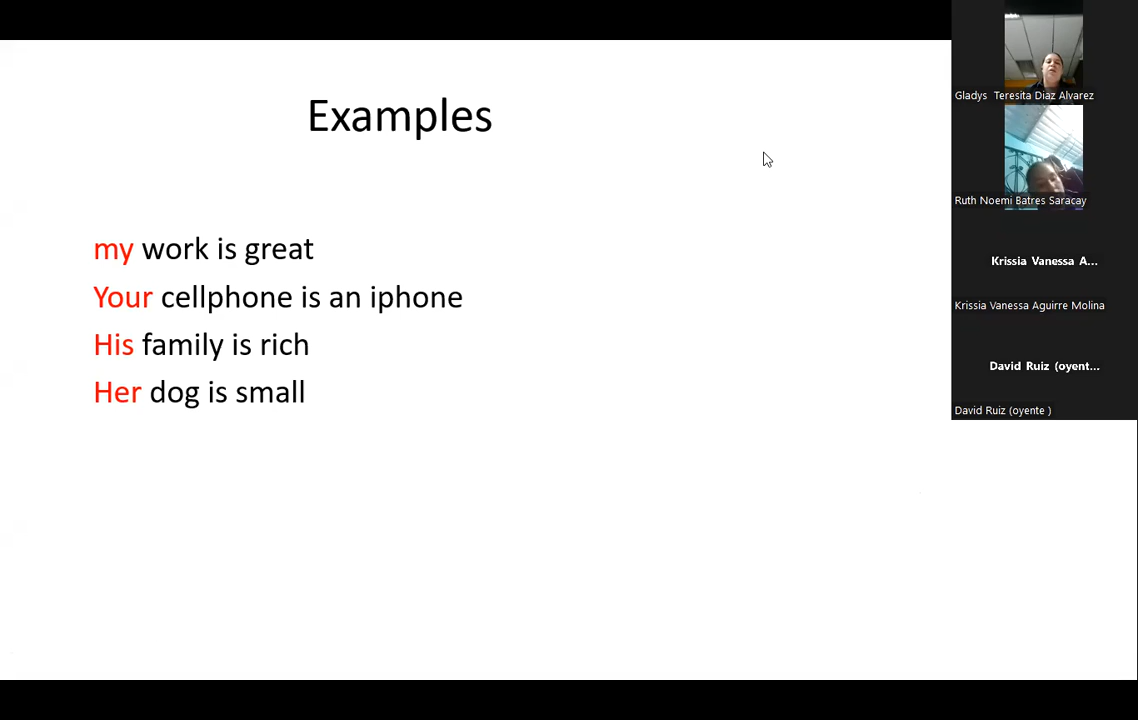 Examples
my work is great
Your cellphone is an iphone
His family is rich
Her dog is small
Gladys Teresita Diaz Alvarez
Ruth Noemi Batres Saracay
Krissia Vanessa A...
Krissia Vanessa Aguirre Molina
David Ruiz (oyent...
David Ruiz (oyente )